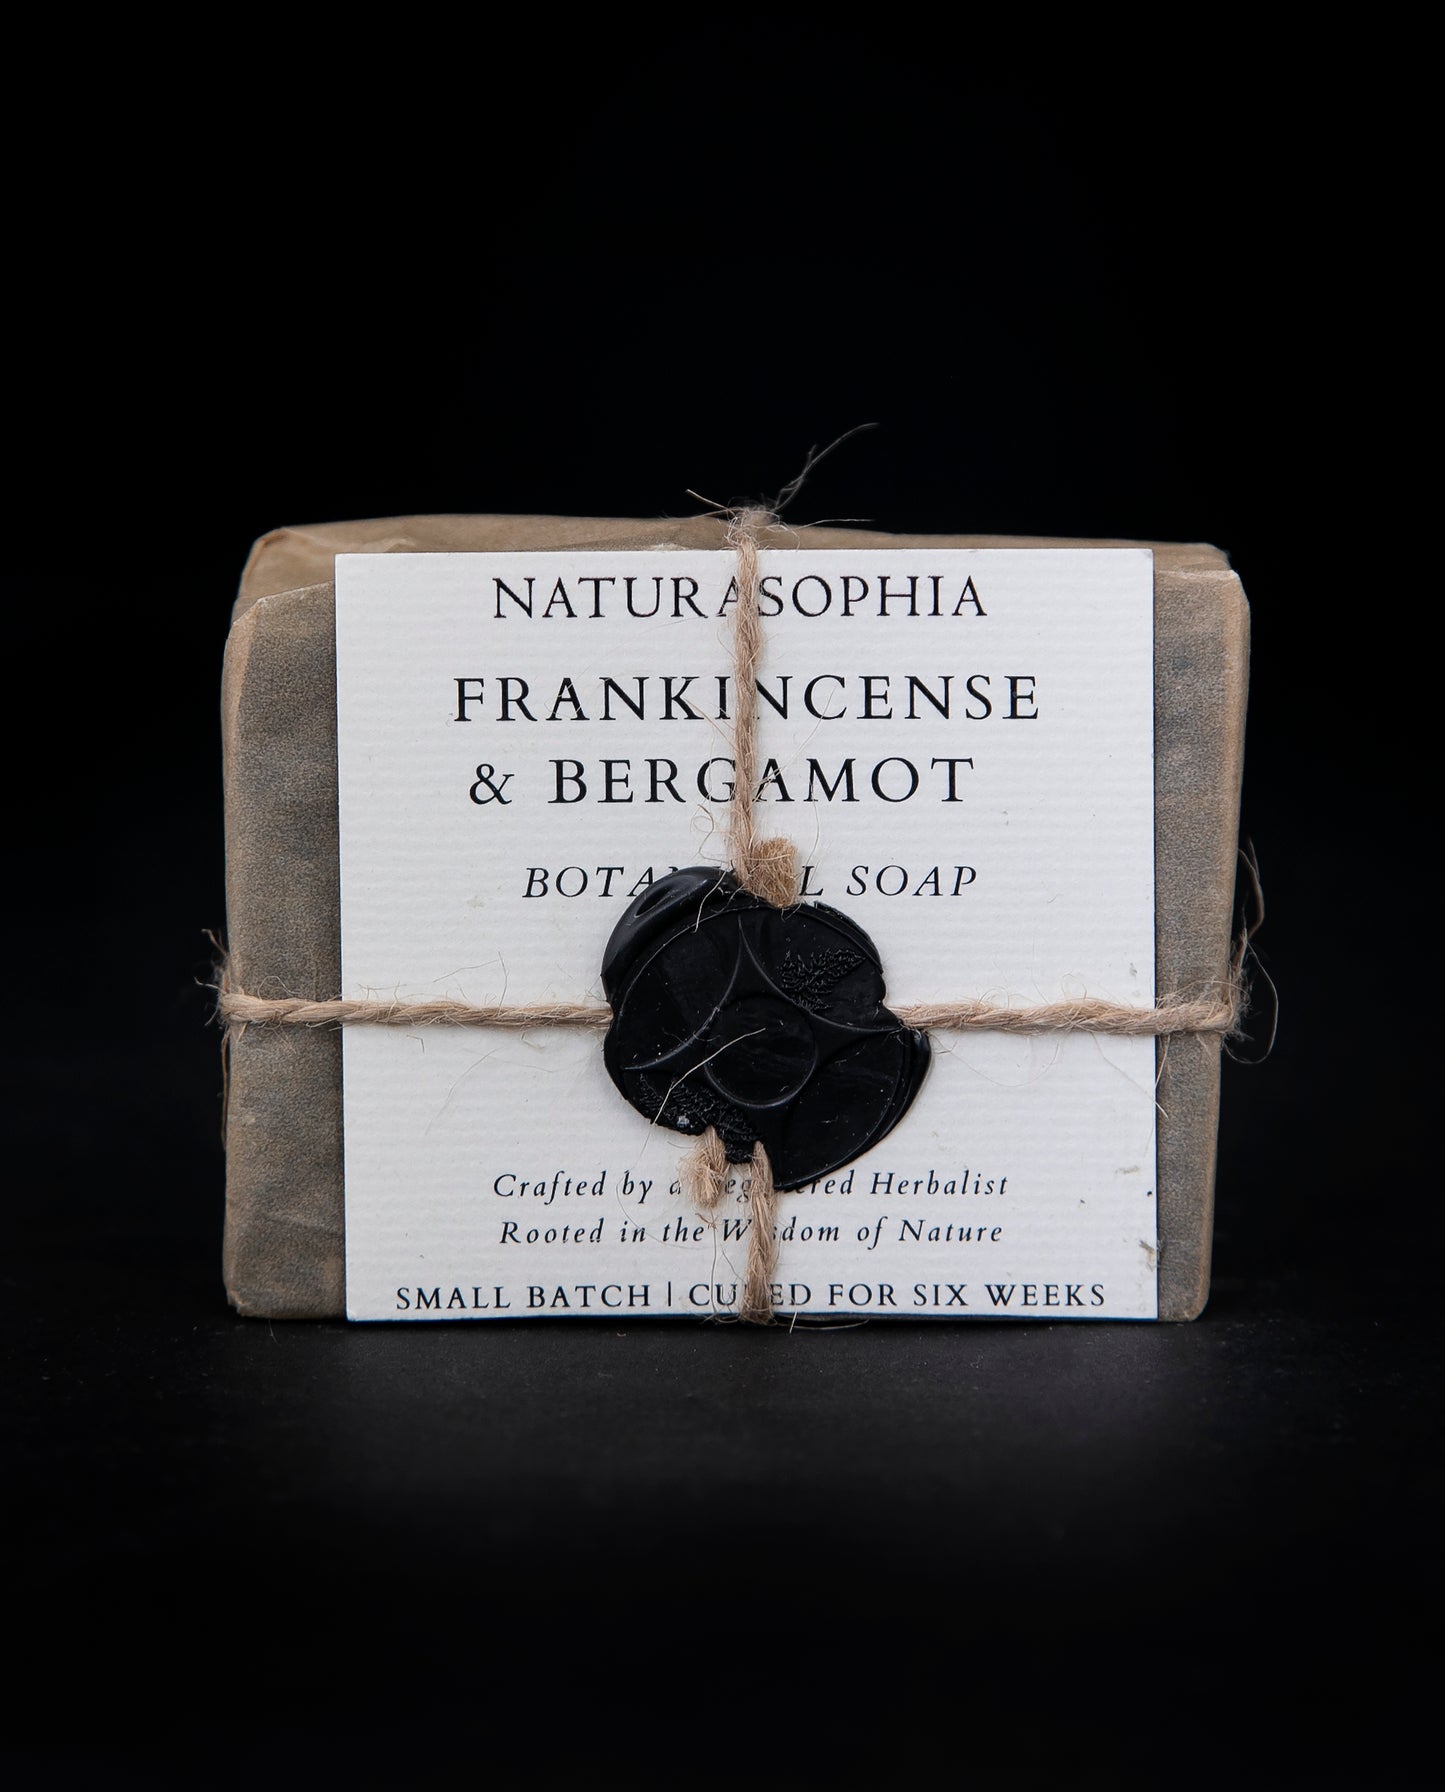 NATURASOPHIA
FRANKINCENSE
& BERGAMOT
BOTANICAL SOAP
Crafted by a Registered Herbalist
Rooted in the Wisdom of Nature
SMALL BATCH | CURED FOR SIX WEEKS